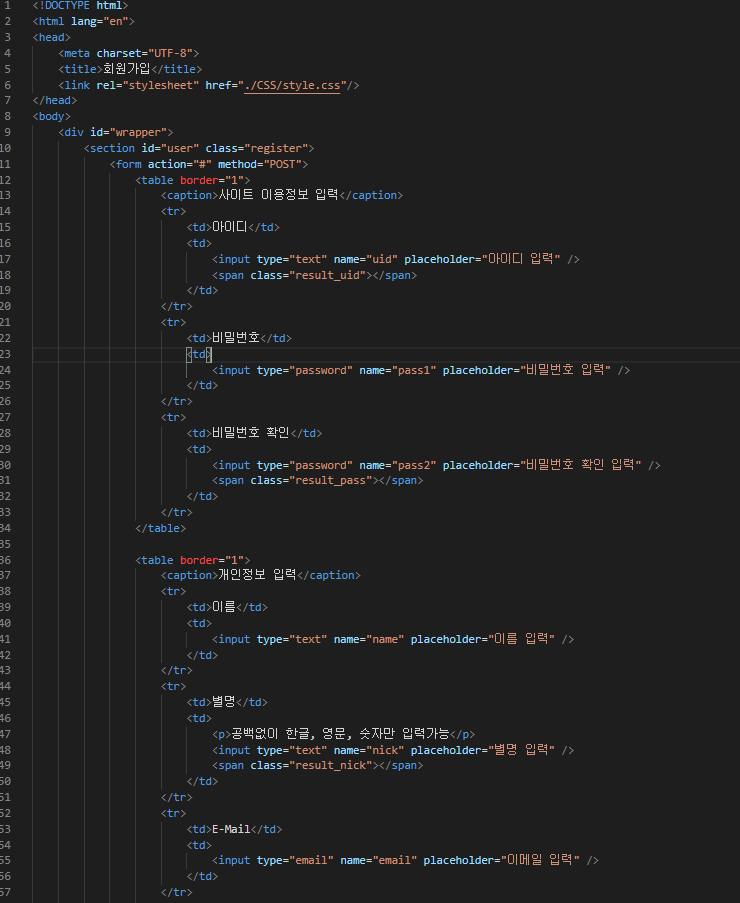 1 <!DOCTYPE html>
2 <html lang="en">
3 <head>
4     <meta charset="UTF-8">
5     <title>회원가입</title>
6     <link rel="stylesheet" href="./CSS/style.css"/>
7 </head>
8 <body>
9     <div id="wrapper">
10         <section id="user" class="register">
11             <form action="#" method="POST">
12                 <table border="1">
13                     <caption>사이트 이용정보 입력</caption>
14                     <tr>
15                         <td>아이디</td>
16                         <td>
17                             <input type="text" name="uid" placeholder="아이디 입력" />
18                             <span class="result_uid"></span>
19                         </td>
20                     </tr>
21                     <tr>
22                         <td>비밀번호</td>
23                         <td>
24                             <input type="password" name="pass1" placeholder="비밀번호 입력" />
25                         </td>
26                     </tr>
27                     <tr>
28                         <td>비밀번호 확인</td>
29                         <td>
30                             <input type="password" name="pass2" placeholder="비밀번호 확인 입력" />
31                             <span class="result_pass"></span>
32                         </td>
33                     </tr>
34                 </table>
35
36                 <table border="1">
37                     <caption>개인정보 입력</caption>
38                     <tr>
39                         <td>이름</td>
40                         <td>
41                             <input type="text" name="name" placeholder="이름 입력" />
42                         </td>
43                     </tr>
44                     <tr>
45                         <td>별명</td>
46                         <td>
47                             <p>공백없이 한글, 영문, 숫자만 입력가능</p>
48                             <input type="text" name="nick" placeholder="별명 입력" />
49                             <span class="result_nick"></span>
50                         </td>
51                     </tr>
52                     <tr>
53                         <td>E-Mail</td>
54                         <td>
55                             <input type="email" name="email" placeholder="이메일 입력" />
56                         </td>
57                     </tr>